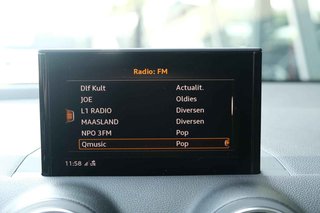 Radio: FM
Dlf Kult Actualit.
JOE Oldies
L1 RADIO Diversen
MAASLAND Diversen
NPO 3FM Pop
Qmusic Pop
11:58